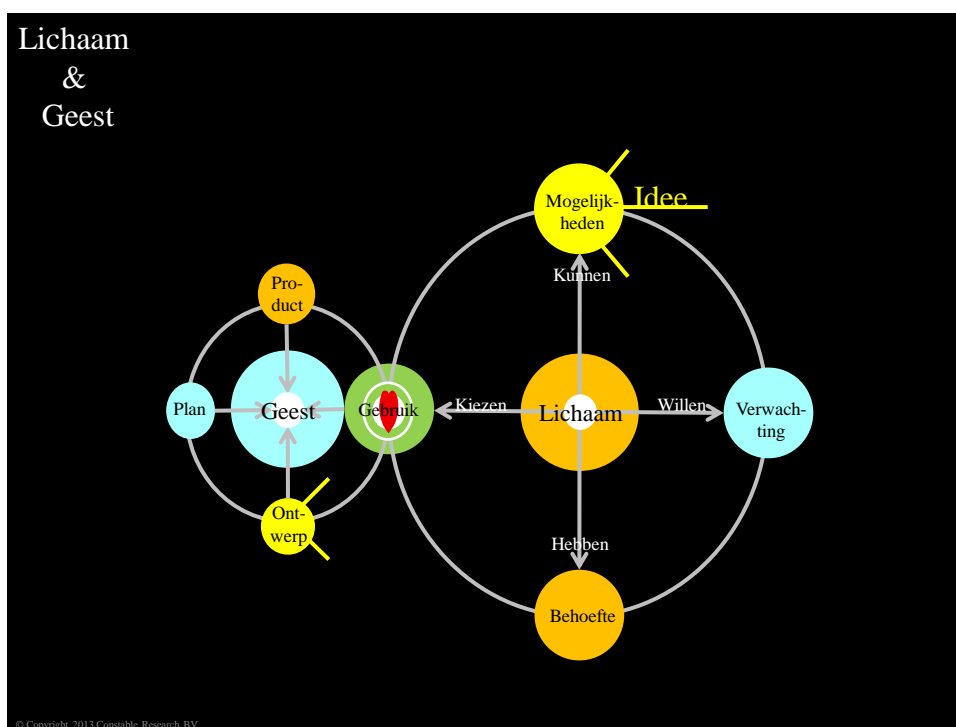 Lichaam
&
Geest
Mogelijk-
heden
Idee
Kunnen
Pro-
duct
Plan
Geest
Gebruik
Kiezen
Lichaam
Willen
Verwach-
ting
Ont-
werp
Hebben
Behoefte
© Copyright 2013 Constable Research BV